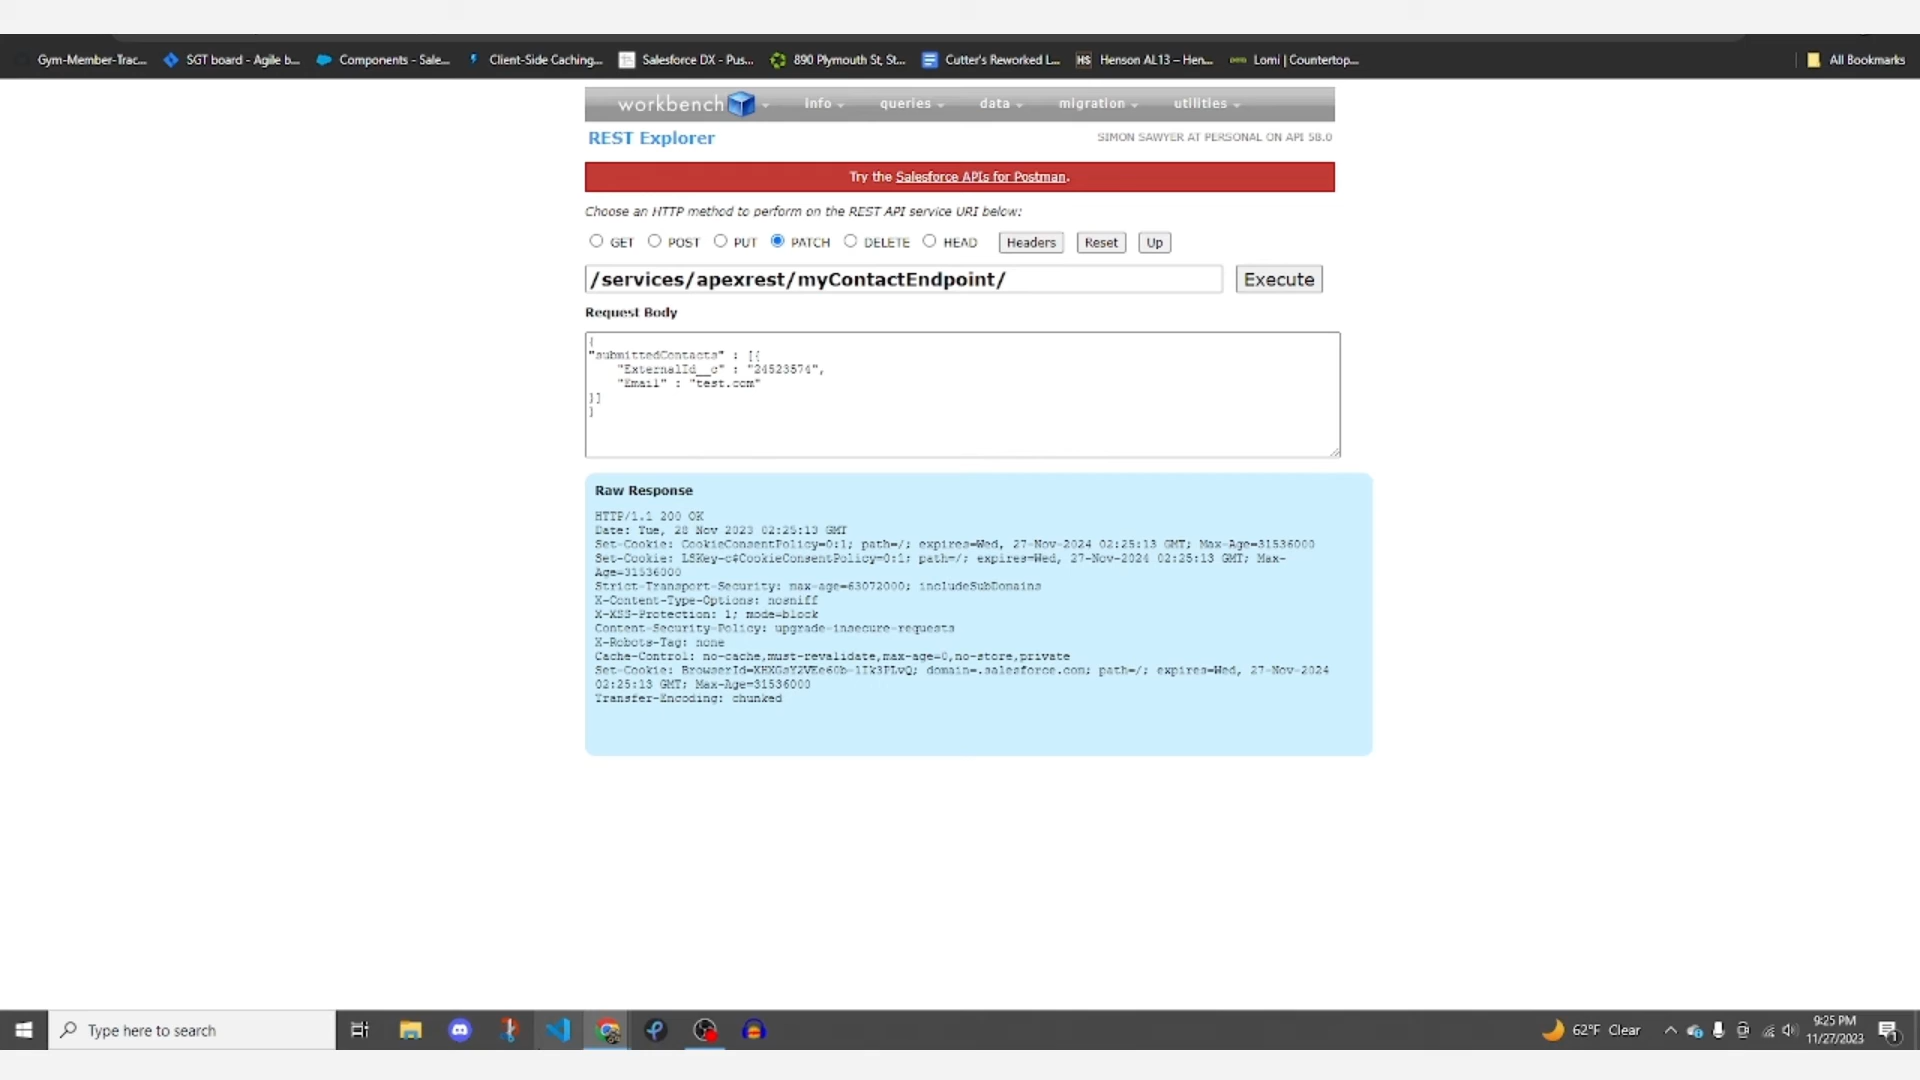 Gym-Member-Trac... SGT board - Agile b... Components - Sale... Client-Side Caching... Salesforce DX - Pus... 890 Plymouth St, St... Cutter's Reworked L... HS Henson AL13 – Hen... Lomi | Countertop... All Bookmarks
workbench info queries data migration utilities
REST Explorer SIMON SAWYER AT PERSONAL ON API 58.0
Try the Salesforce APIs for Postman.
Choose an HTTP method to perform on the REST API service URI below:
GET POST PUT PATCH DELETE HEAD Headers Reset Up
/services/apexrest/myContactEndpoint/ Execute
Request Body
{
"submittedContacts" : [{
"ExternalId__c" : "24523574",
"Email" : "test.com"
}]
}
Raw Response
HTTP/1.1 200 OK
Date: Tue, 28 Nov 2023 02:25:13 GMT
Set-Cookie: CookieConsentPolicy=0:1; path=/; expires=Wed, 27-Nov-2024 02:25:13 GMT; Max-Age=31536000
Set-Cookie: LSKey-c$CookieConsentPolicy=0:1; path=/; expires=Wed, 27-Nov-2024 02:25:13 GMT; Max-
Age=31536000
Strict-Transport-Security: max-age=63072000; includeSubDomains
X-Content-Type-Options: nosniff
X-XSS-Protection: 1; mode=block
Content-Security-Policy: upgrade-insecure-requests
X-Robots-Tag: none
Cache-Control: no-cache,must-revalidate,max-age=0,no-store,private
Set-Cookie: domain=.salesforce.com; path=/; expires=Wed, 27-Nov-2024
02:25:13 GMT; Max-Age=31536000
Transfer-Encoding: chunked
Type here to search 62°F Clear 9:25 PM
11/27/2023
1